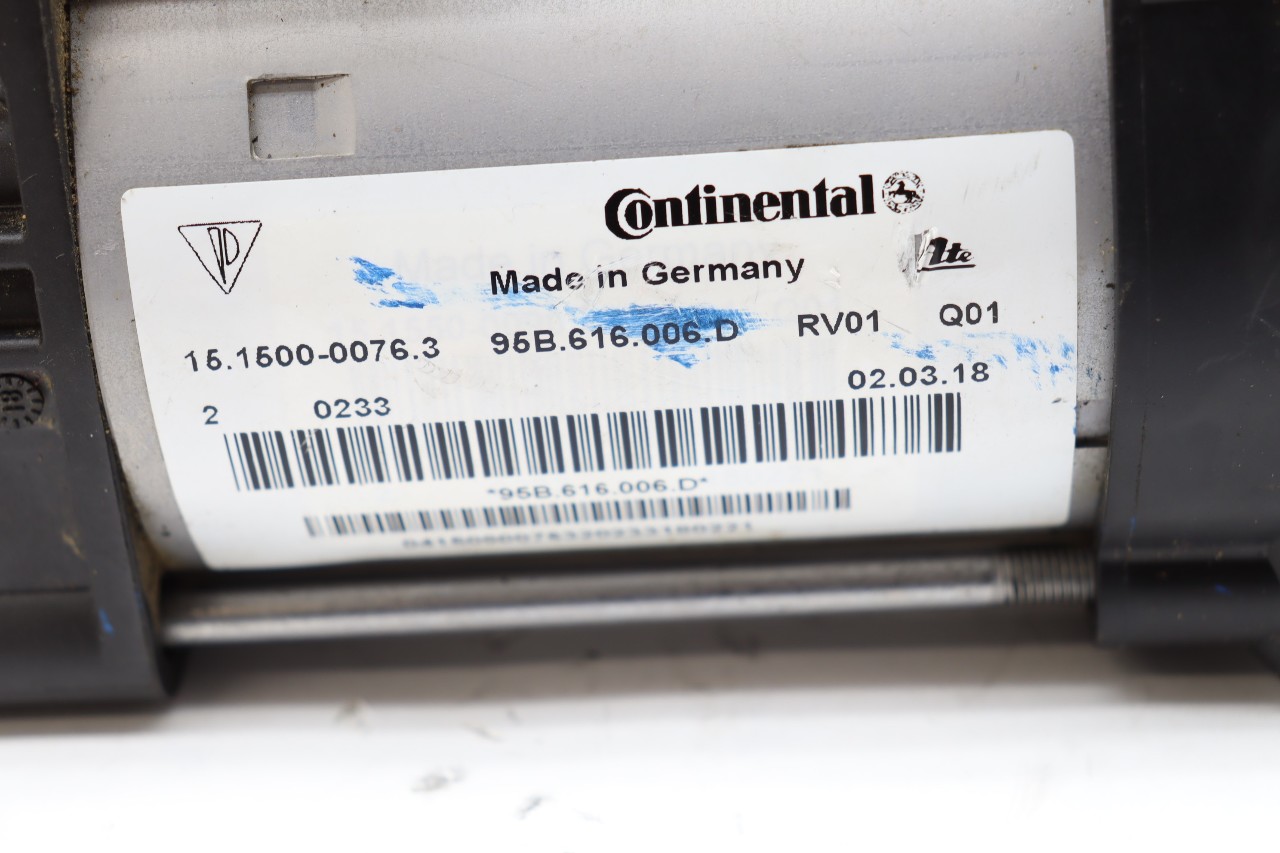 Continental
Ate
Made in Germany
15.1500-0076.3 95B.616.006.D RV01 Q01
2 0233 02.03.18
*95B.616.006.D*